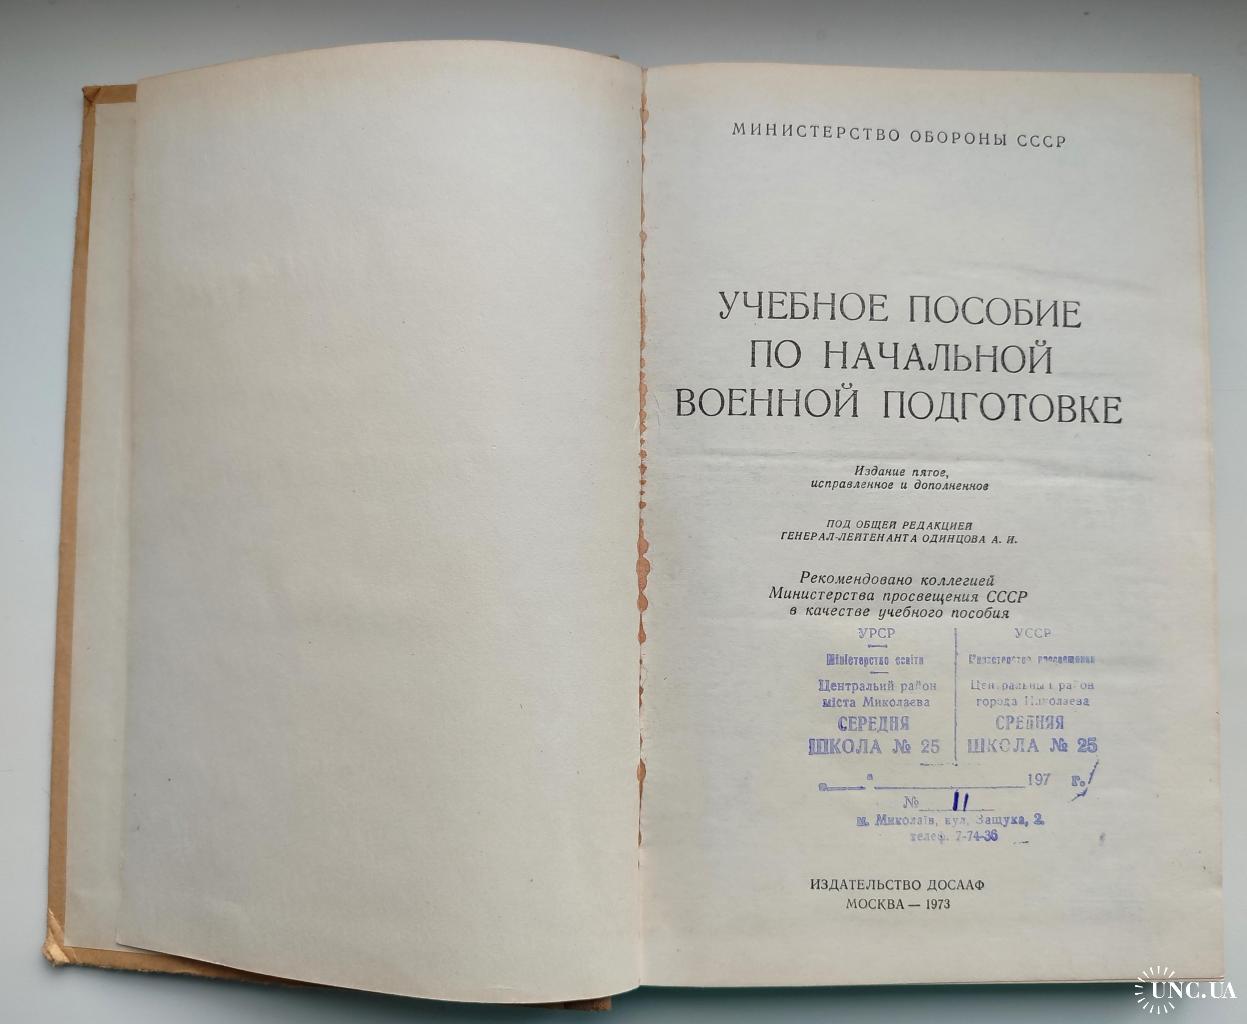 МИНИСТЕРСТВО ОБОРОНЫ СССР
УЧЕБНОЕ ПОСОБИЕ
ПО НАЧАЛЬНОЙ
ВОЕННОЙ ПОДГОТОВКЕ
Издание пятое,
исправленное и дополненное
ПОД ОБЩЕЙ РЕДАКЦИЕЙ
ГЕНЕРАЛ-ЛЕЙТЕНАНТА ОДИНЦОВА А. И.
Рекомендовано коллегией
Министерства просвещения СССР
в качестве учебного пособия
УРСР
Міністерство освіти
Центральий район
міста Миколаєва
СЕРЕДНЯ
ШКОЛА № 25
УССР
Министерство просвещения
Центральный район
города Николаева
СРЕДНЯЯ
ШКОЛА № 25
197 г.
№ 11
м. Миколаїв, вул. Защука, 2
телеф. 7-74-36
ИЗДАТЕЛЬСТВО ДОСААФ
МОСКВА — 1973
UNC.UA